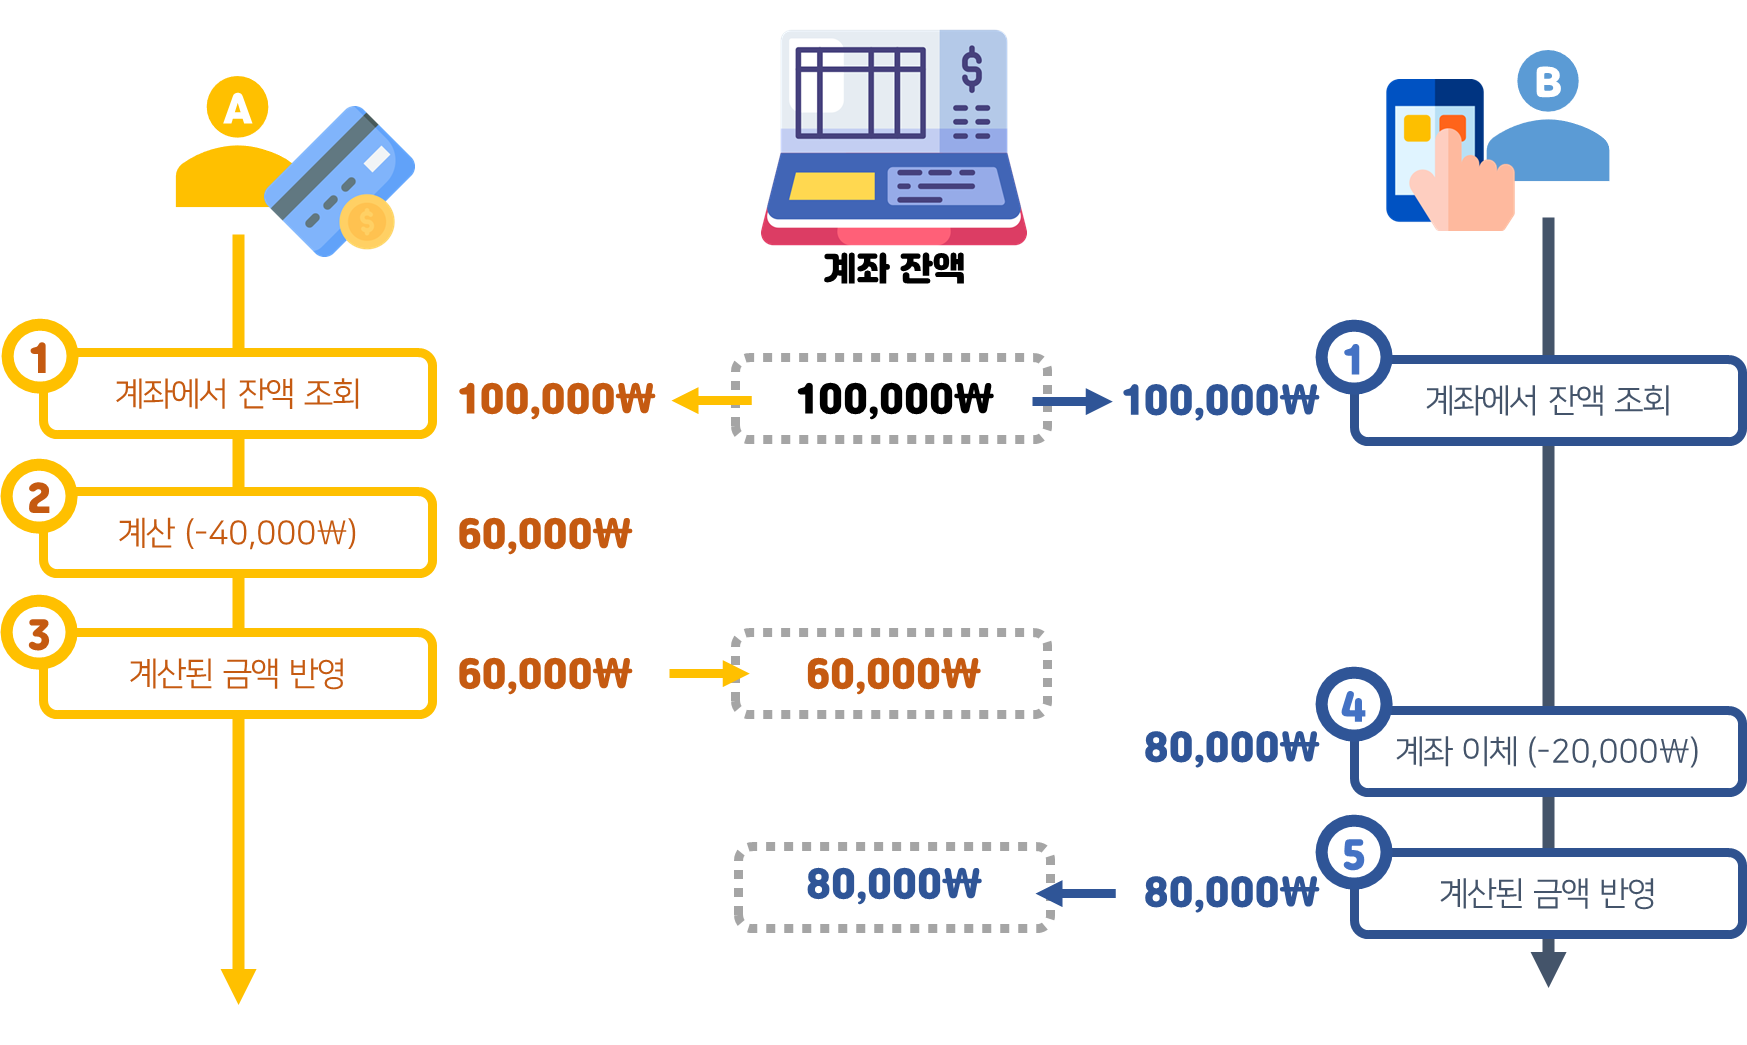 A
$
$
B
계좌 잔액
1
계좌에서 잔액 조회
100,000₩
100,000₩
100,000₩
1
계좌에서 잔액 조회
2
계산 (-40,000₩)
60,000₩
3
계산된 금액 반영
60,000₩
60,000₩
4
계좌 이체 (-20,000₩)
80,000₩
80,000₩
80,000₩
5
계산된 금액 반영